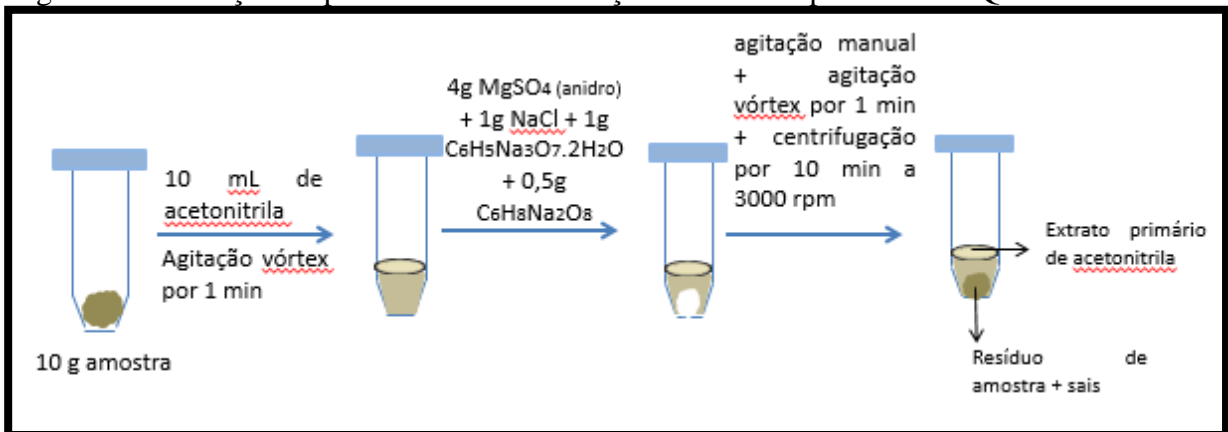 10 g amostra
10 mL de
acetonitrila
Agitação vórtex
por 1 min
4g MgSO4 (anidro)
+ 1g NaCl + 1g
C6H5Na3O7.2H2O
+ 0,5g
C6H8Na2O8
agitação manual
+ agitação
vórtex por 1 min
+ centrifugação
por 10 min a
3000 rpm
Extrato primário
de acetonitrila
Resíduo de
amostra + sais